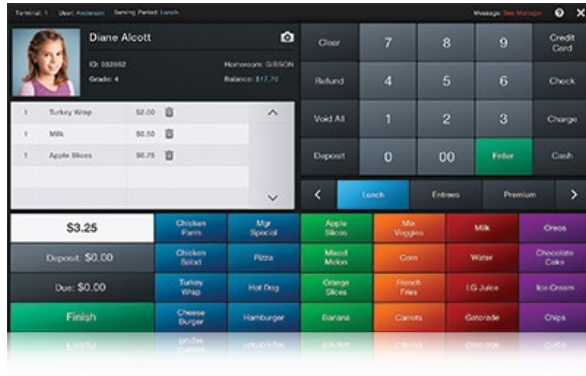 Terminal: 1 User: Anderson Serving Period: Lunch Message: See Manager
Diane Alcott
ID: 082882 Homeroom: GIBSON
Grade: 4 Balance: $17.70
1 Turkey Wrap $2.00
1 Milk $0.50
1 Apple Slices $0.75
Clear 7 8 9 Credit Card
Refund 4 5 6 Check
Void All 1 2 3 Charge
Deposit 0 00 Enter Cash
Lunch Entrees Premium
$3.25
Deposit: $0.00
Due: $0.00
Finish
Chicken Parm Mgr Special Apple Slices Mix Veggies Milk Oreos
Chicken Salad Pizza Mixed Melon Corn Water Chocolate Cake
Turkey Wrap Hot Dog Orange Slices French Fries LG Juice Ice Cream
Cheese Burger Hamburger Banana Carrots Gatorade Chips